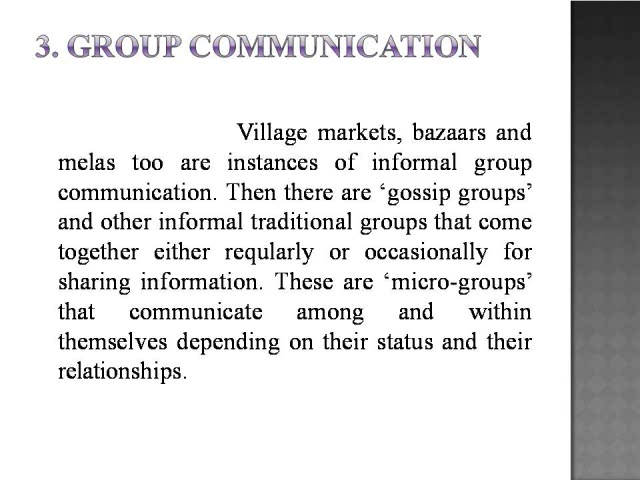 3. GROUP COMMUNICATION
Village markets, bazaars and
melas too are instances of informal group
communication. Then there are ‘gossip groups’
and other informal traditional groups that come
together either reqularly or occasionally for
sharing information. These are ‘micro-groups’
that communicate among and within
themselves depending on their status and their
relationships.